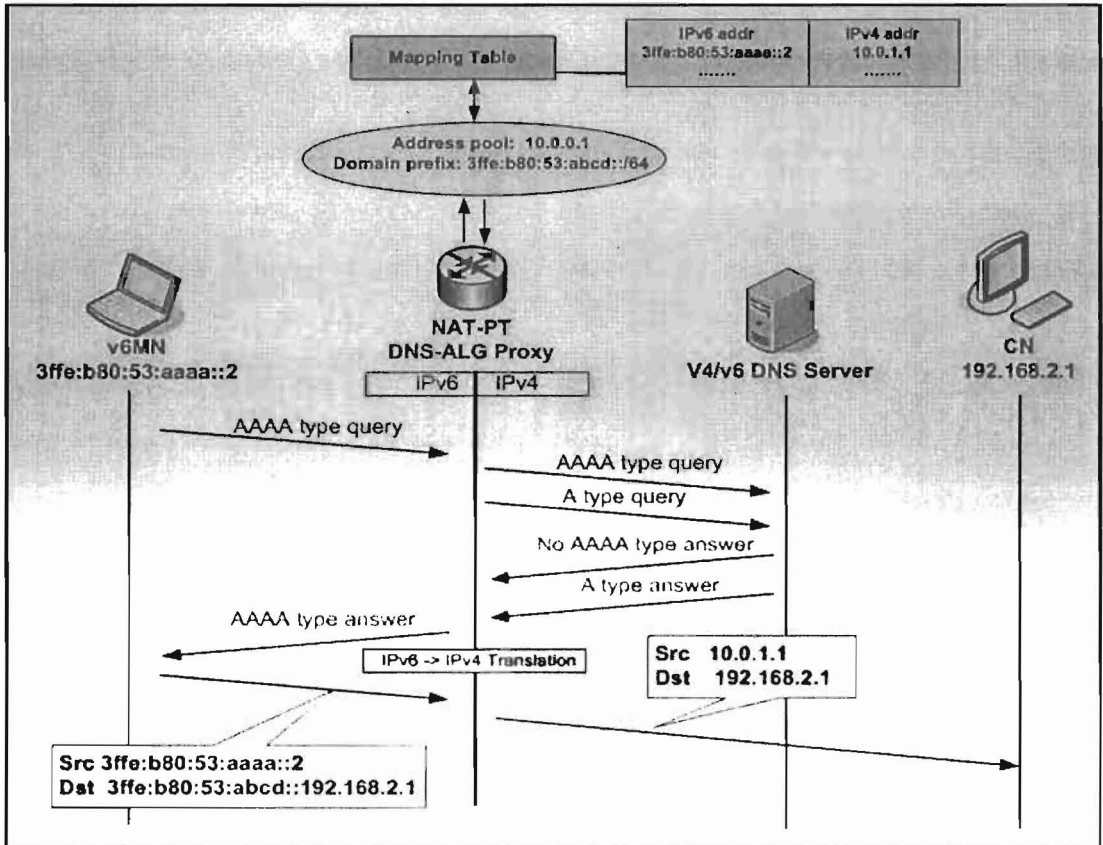 Mapping Table
IPv6 addr
3ffe:b80:53:aaaa::2
.......
IPv4 addr
10.0.1.1
.......
Address pool: 10.0.0.1
Domain prefix: 3ffe:b80:53:abcd::/64
v6MN
3ffe:b80:53:aaaa::2
NAT-PT
DNS-ALG Proxy
IPv6 IPv4
V4/v6 DNS Server
CN
192.168.2.1
AAAA type query
AAAA type query
A type query
No AAAA type answer
A type answer
AAAA type answer
IPv6 -> IPv4 Translation
Src 10.0.1.1
Dst 192.168.2.1
Src 3ffe:b80:53:aaaa::2
Dst 3ffe:b80:53:abcd::192.168.2.1